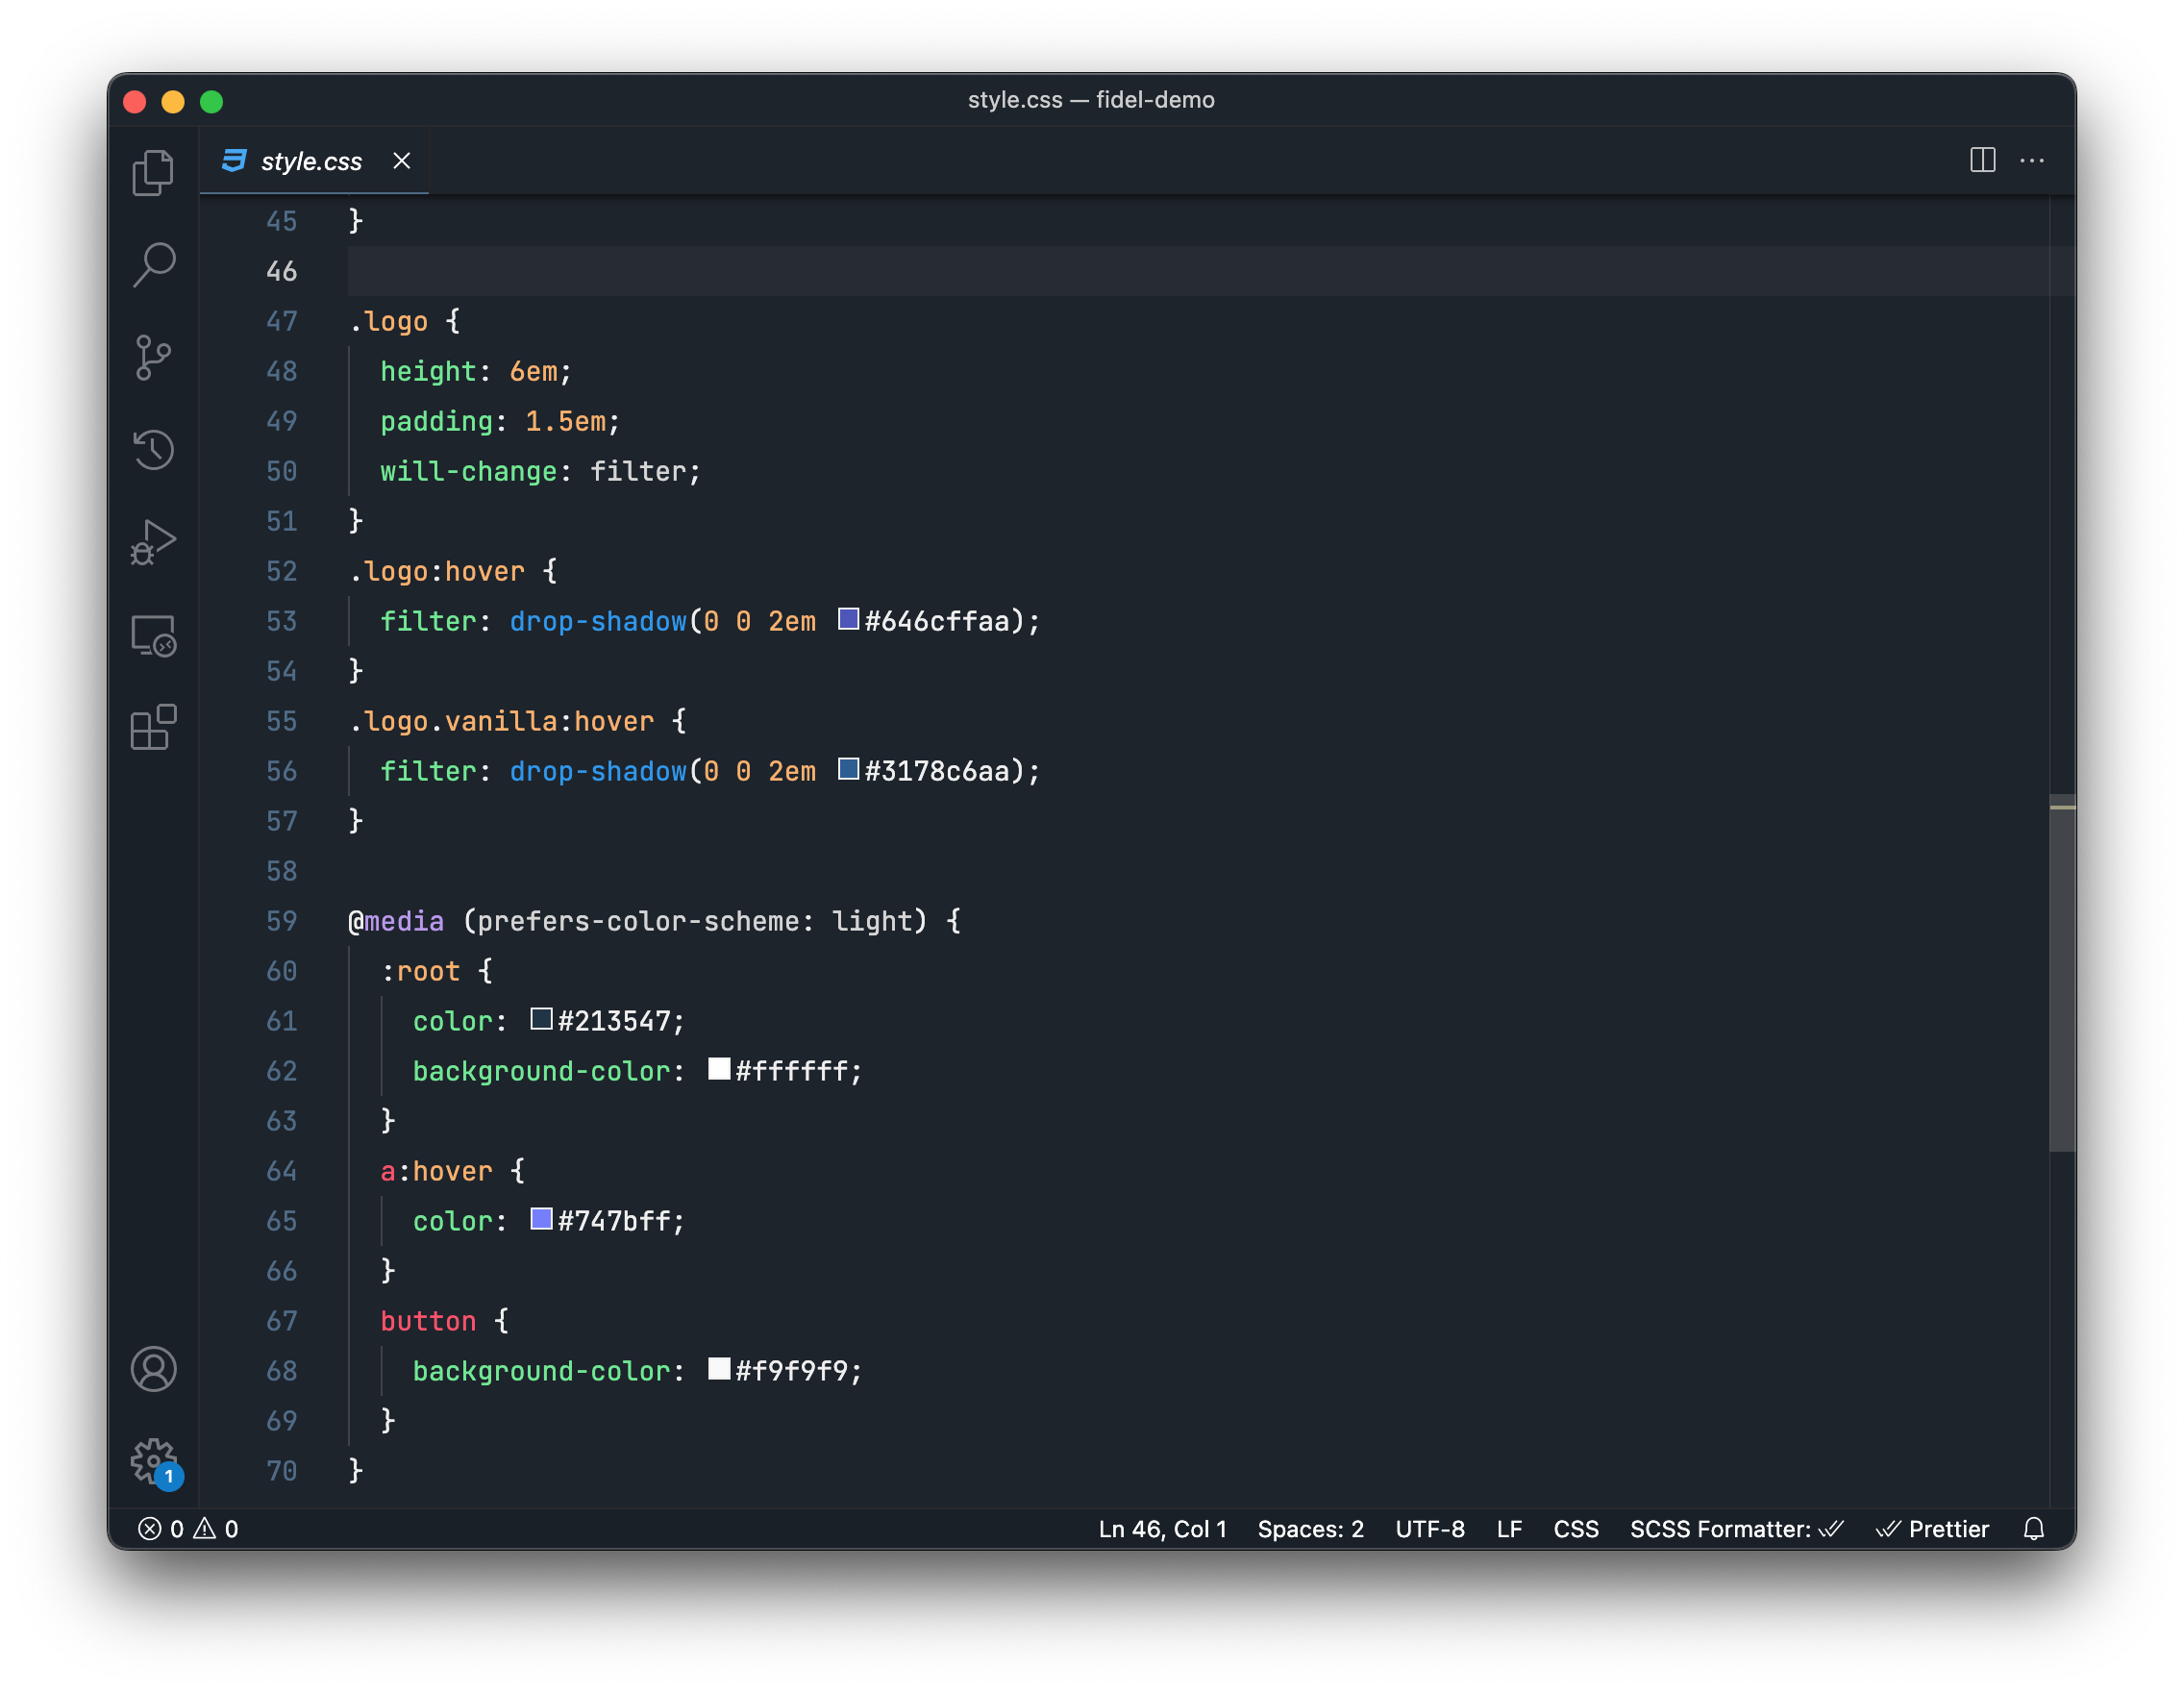 style.css — fidel-demo
style.css
45 }
46
47 .logo {
48   height: 6em;
49   padding: 1.5em;
50   will-change: filter;
51 }
52 .logo:hover {
53   filter: drop-shadow(0 0 2em #646cffaa);
54 }
55 .logo.vanilla:hover {
56   filter: drop-shadow(0 0 2em #3178c6aa);
57 }
58
59 @media (prefers-color-scheme: light) {
60   :root {
61     color: #213547;
62     background-color: #ffffff;
63   }
64   a:hover {
65     color: #747bff;
66   }
67   button {
68     background-color: #f9f9f9;
69   }
70 }
1
0 0 Ln 46, Col 1 Spaces: 2 UTF-8 LF CSS SCSS Formatter: Prettier